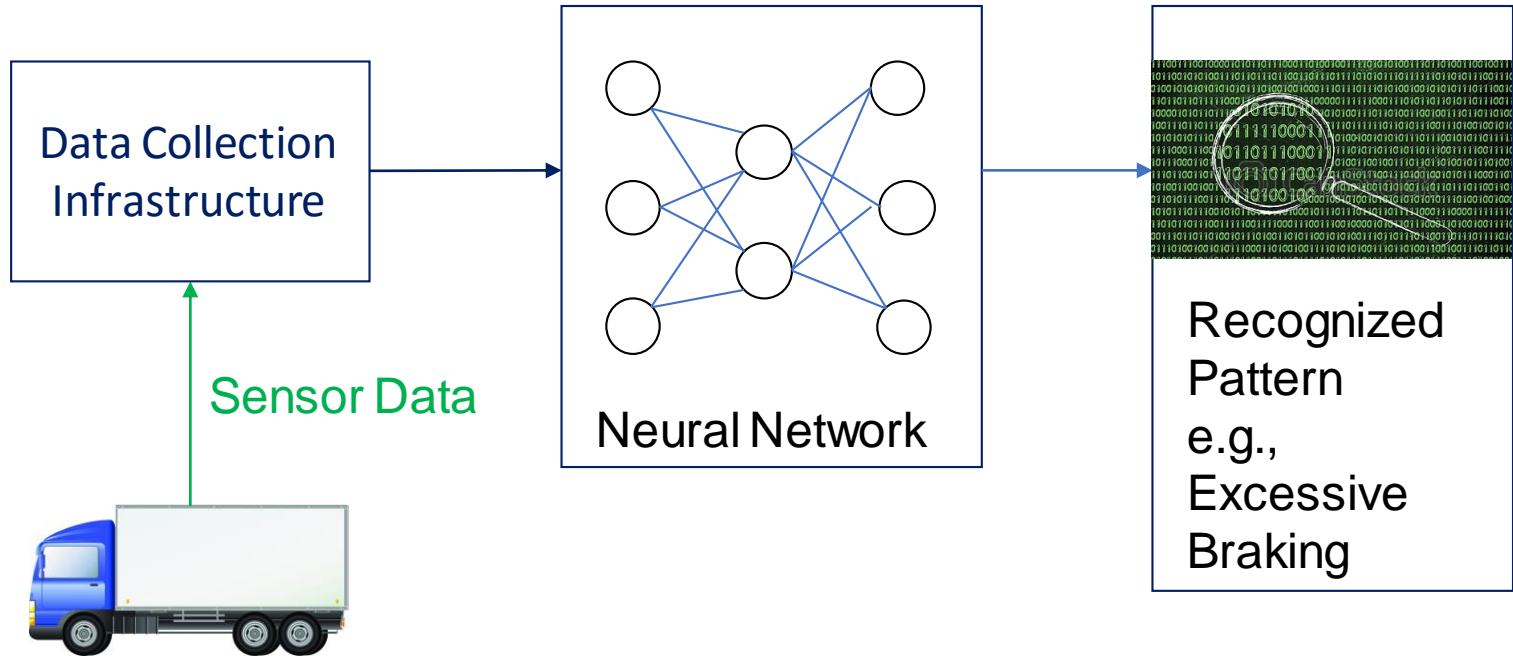 Data Collection
Infrastructure
Sensor Data
Neural Network
Recognized
Pattern
e.g.,
Excessive
Braking